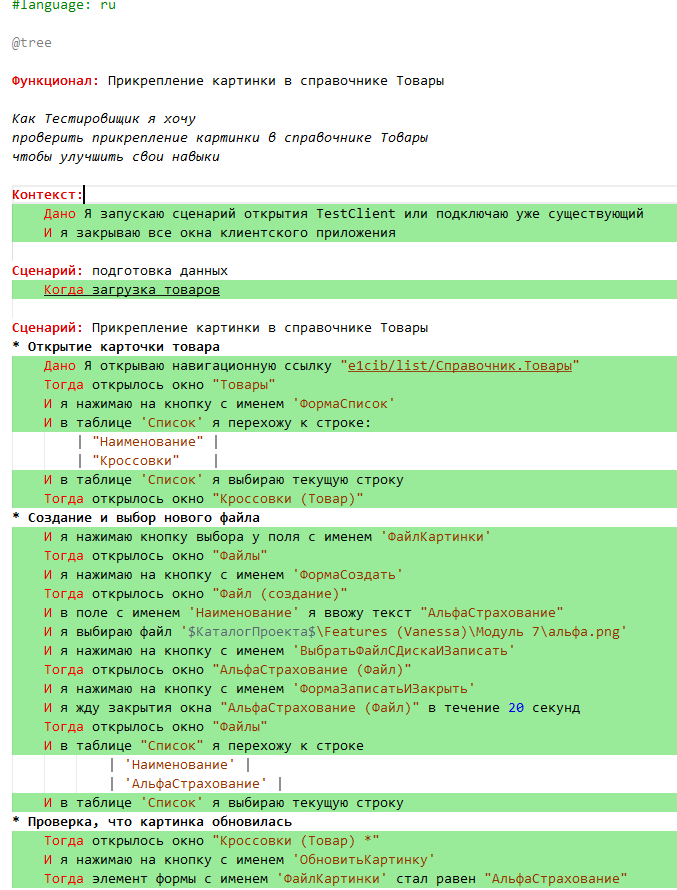 #language: ru
@tree
Функционал: Прикрепление картинки в справочнике Товары
Как Тестировщик я хочу
проверить прикрепление картинки в справочнике Товары
чтобы улучшить свои навыки
Контекст:
Дано Я запускаю сценарий открытия TestClient или подключаю уже существующий
И я закрываю все окна клиентского приложения
Сценарий: подготовка данных
Когда загрузка товаров
Сценарий: Прикрепление картинки в справочнике Товары
* Открытие карточки товара
Дано Я открываю навигационную ссылку "e1cib/list/Справочник.Товары"
Тогда открылось окно "Товары"
И я нажимаю на кнопку с именем 'ФормаСписок'
И в таблице 'Список' я перехожу к строке:
| "Наименование" |
| "Кроссовки" |
И в таблице 'Список' я выбираю текущую строку
Тогда открылось окно "Кроссовки (Товар)"
* Создание и выбор нового файла
И я нажимаю кнопку выбора у поля с именем 'ФайлКартинки'
Тогда открылось окно "Файлы"
И я нажимаю на кнопку с именем 'ФормаСоздать'
Тогда открылось окно "Файл (создание)"
И в поле с именем 'Наименование' я ввожу текст "АльфаСтрахование"
И я выбираю файл '$КаталогПроекта$\Features (Vanessa)\Модуль 7\альфа.png'
И я нажимаю на кнопку с именем 'ВыбратьФайлСДискаИЗаписать'
Тогда открылось окно "АльфаСтрахование (Файл)"
И я нажимаю на кнопку с именем 'ФормаЗаписатьИЗакрыть'
И я жду закрытия окна "АльфаСтрахование (Файл)" в течение 20 секунд
Тогда открылось окно "Файлы"
И в таблице "Список" я перехожу к строке
| 'Наименование' |
| 'АльфаСтрахование' |
И в таблице 'Список' я выбираю текущую строку
* Проверка, что картинка обновилась
Тогда открылось окно "Кроссовки (Товар) *"
И я нажимаю на кнопку с именем 'ОбновитьКартинку'
Тогда элемент формы с именем 'ФайлКартинки' стал равен "АльфаСтрахование"